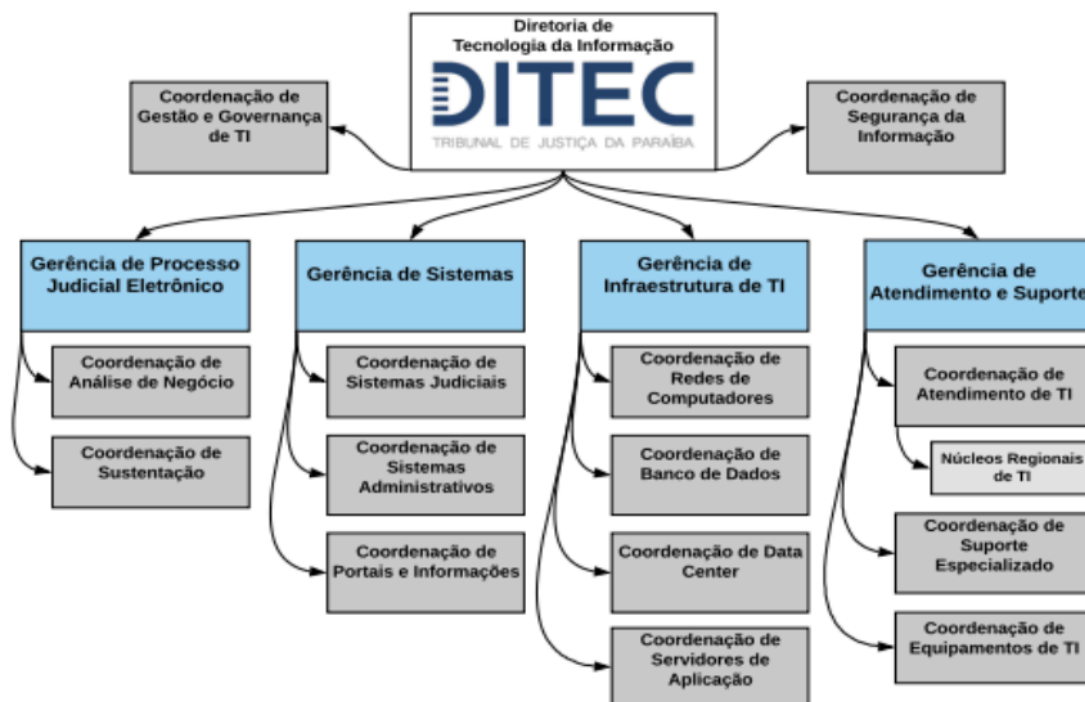 Diretoria de
Tecnologia da Informação
DITEC
TRIBUNAL DE JUSTIÇA DA PARAÍBA
Coordenação de
Gestão e Governança
de TI
Coordenação de
Segurança da
Informação
Gerência de Processo
Judicial Eletrônico
Coordenação de
Análise de Negócio
Coordenação de
Sustentação
Gerência de Sistemas
Coordenação de
Sistemas Judiciais
Coordenação de
Sistemas
Administrativos
Coordenação de
Portais e Informações
Gerência de
Infraestrutura de TI
Coordenação de
Redes de
Computadores
Coordenação de
Banco de Dados
Coordenação de Data
Center
Coordenação de
Servidores de
Aplicação
Gerência de
Atendimento e Suporte
Coordenação de
Atendimento de TI
Núcleos Regionais
de TI
Coordenação de
Suporte
Especializado
Coordenação de
Equipamentos de TI